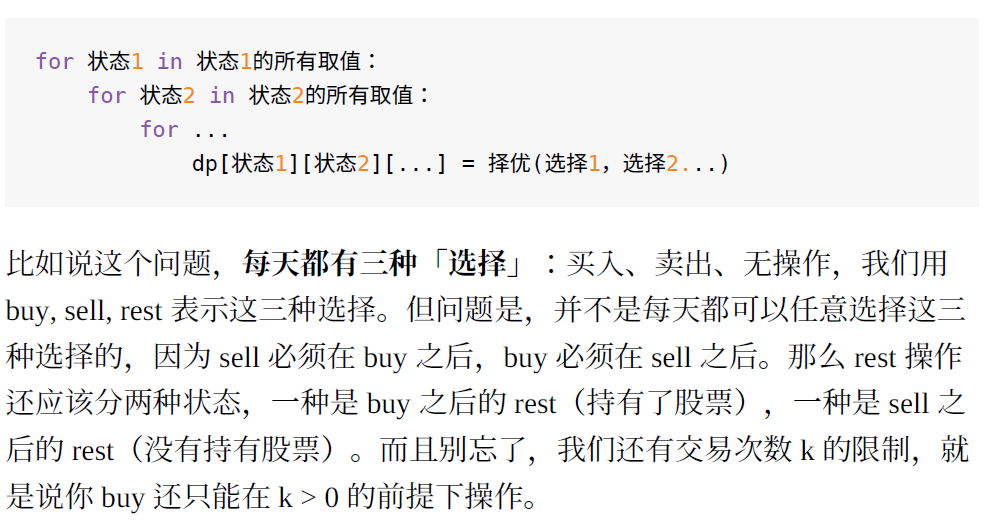 for 状态1 in 状态1的所有取值：
for 状态2 in 状态2的所有取值：
for ...
dp[状态1][状态2][...] = 择优(选择1，选择2...)
比如说这个问题，每天都有三种「选择」：买入、卖出、无操作，我们用
buy, sell, rest 表示这三种选择。但问题是，并不是每天都可以任意选择这三
种选择的，因为 sell 必须在 buy 之后，buy 必须在 sell 之后。那么 rest 操作
还应该分两种状态，一种是 buy 之后的 rest（持有了股票），一种是 sell 之
后的 rest（没有持有股票）。而且别忘了，我们还有交易次数 k 的限制，就
是说你 buy 还只能在 k > 0 的前提下操作。